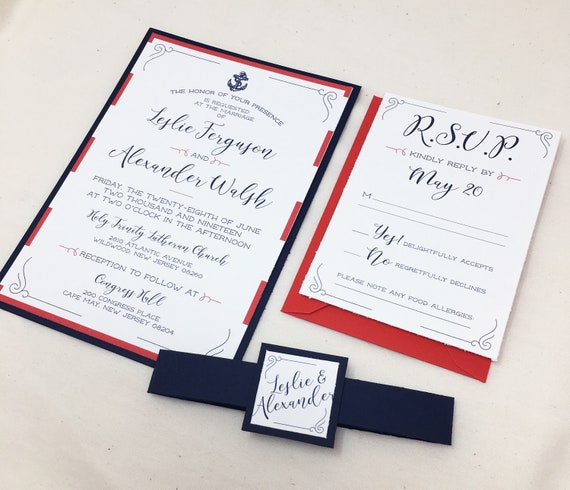 THE HONOR OF YOUR PRESENCE
IS REQUESTED
AT THE MARRIAGE
OF
Leslie Ferguson
AND
Alexander Walsh
FRIDAY, THE TWENTY-EIGHTH OF JUNE
TWO THOUSAND AND NINETEEN
AT TWO O'CLOCK IN THE AFTERNOON
Holy Trinity Lutheran Church
2810 ATLANTIC AVENUE
WILDWOOD, NEW JERSEY 08260
RECEPTION TO FOLLOW AT
Congress Hall
200 CONGRESS PLACE
CAPE MAY, NEW JERSEY 08204
R.S.V.P.
KINDLY REPLY BY
May 20
M
Yes! DELIGHTFULLY ACCEPTS
No REGRETFULLY DECLINES
PLEASE NOTE ANY FOOD ALLERGIES.
Leslie &
Alexander